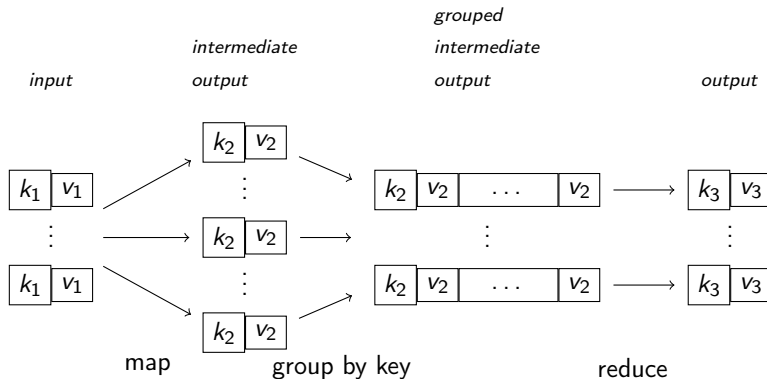 grouped
intermediate intermediate
input output output output
k₂ v₂
k₁ v₁ k₂ v₂ ... v₂ k₃ v₃
⋮
⋮ k₂ v₂ ⋮ ⋮
⋮
k₁ v₁ k₂ v₂ ... v₂ k₃ v₃
k₂ v₂
map group by key reduce